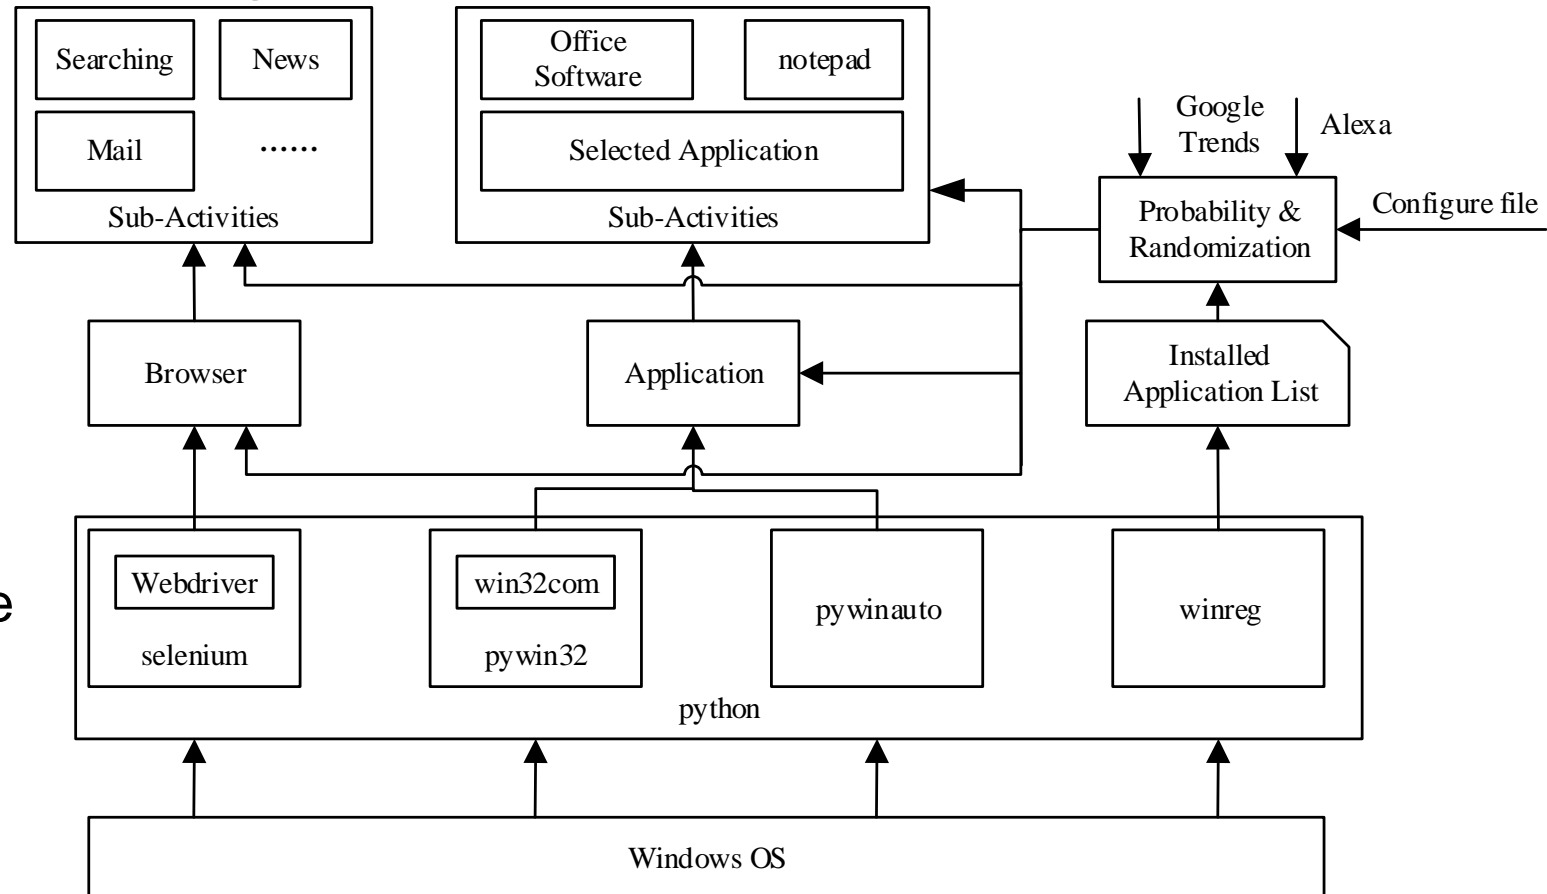 Searching
News
Mail
......
Sub-Activities
Office
Software
notepad
Selected Application
Sub-Activities
Google
Trends
Alexa
Probability &
Randomization
Configure file
Browser
Application
Installed
Application List
Webdriver
selenium
win32com
pywin32
pywinauto
winreg
e
python
Windows OS